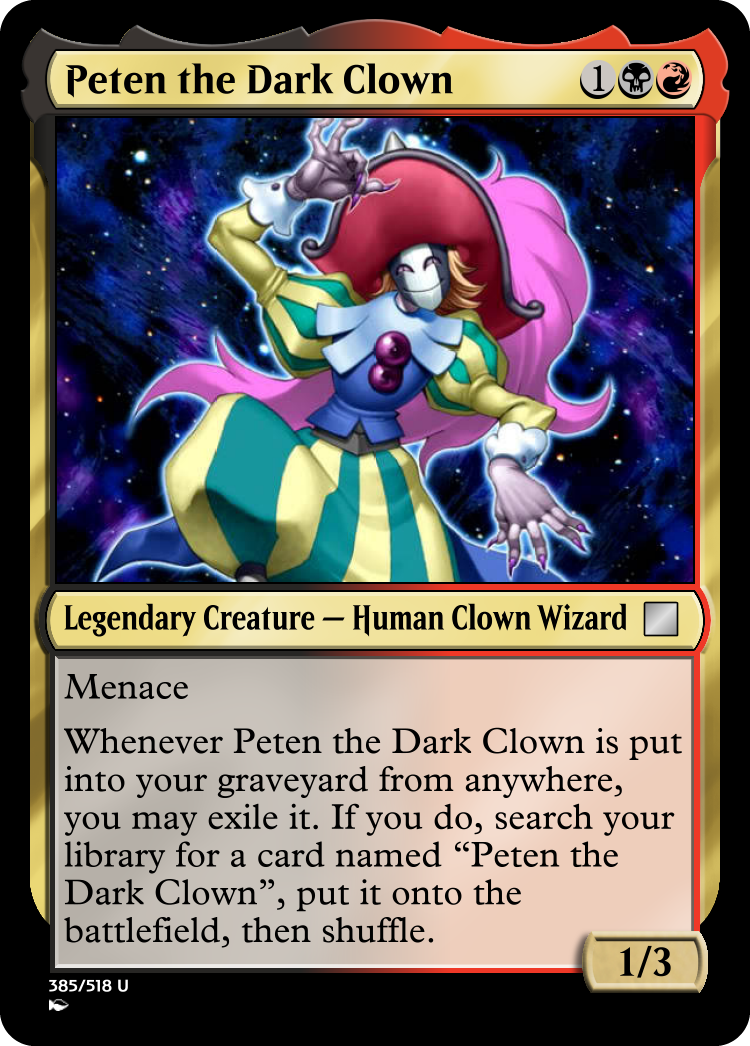 Peten the Dark Clown 1
Legendary Creature — Human Clown Wizard
Menace
Whenever Peten the Dark Clown is put
into your graveyard from anywhere,
you may exile it. If you do, search your
library for a card named “Peten the
Dark Clown”, put it onto the
battlefield, then shuffle.
1/3
385/518 U